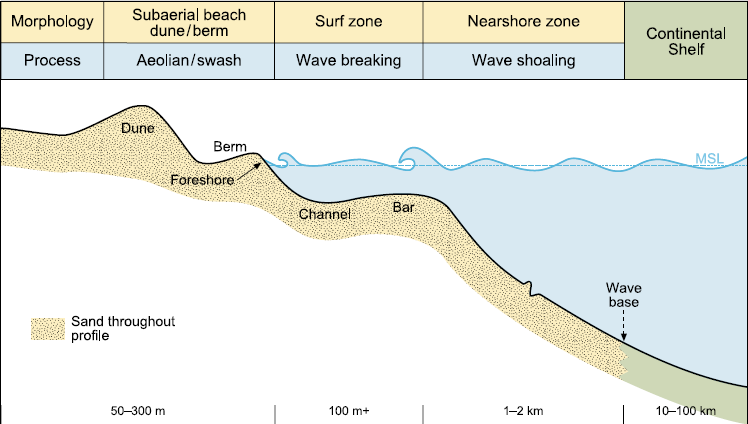 Morphology
Subaerial beach
dune/berm
Surf zone
Nearshore zone
Continental
Shelf
Process
Aeolian/swash
Wave breaking
Wave shoaling
Dune
Berm
MSL
Foreshore
Channel
Bar
Wave
base
Sand throughout
profile
50–300 m
100 m+
1–2 km
10–100 km